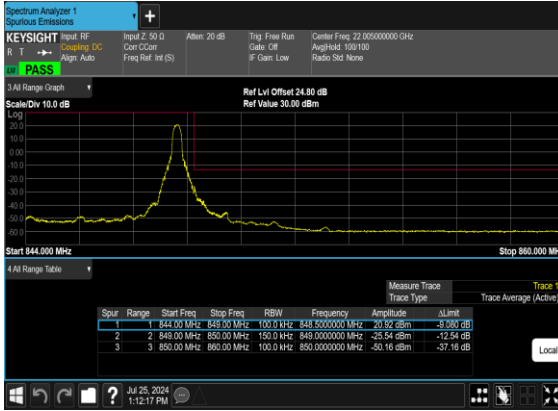 Spectrum Analyzer 1
Spurious Emissions
+
KEYSIGHT Input: RF Input Z: 50 Ω Atten: 20 dB Trig: Free Run Center Freq: 22.005000000 GHz
R T Coupling: DC Corr CCorr Gate: Off Avg|Hold: 100/100
Align: Auto Freq Ref: Int (S) IF Gain: Low Radio Std: None
PASS
3 All Range Graph
Ref Lvl Offset 24.80 dB
Scale/Div 10.0 dB Ref Value 30.00 dBm
Log
20.0
10.0
0.00
-10.0
-20.0
-30.0
-40.0
-50.0
-60.0
Start 844.000 MHz Stop 860.000 MH
4 All Range Table
Measure Trace Trace 1
Trace Type Trace Average (Active)
Spur Range Start Freq Stop Freq RBW Frequency Amplitude ΔLimit
1 1 844.00 MHz 849.00 MHz 100.0 kHz 848.5000000 MHz 20.92 dBm -9.080 dB
2 2 849.00 MHz 850.00 MHz 150.0 kHz 849.0000000 MHz -25.54 dBm -12.54 dB
3 3 850.00 MHz 860.00 MHz 100.0 kHz 850.0000000 MHz -50.16 dBm -37.16 dB
Local
? Jul 25, 2024
1:12:17 PM